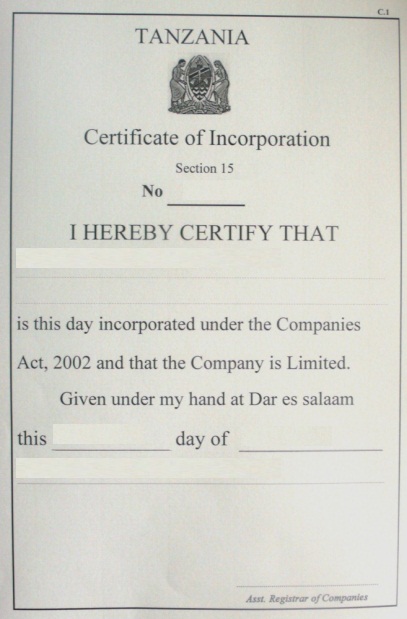 C.1
TANZANIA
Certificate of Incorporation
Section 15
No
I HEREBY CERTIFY THAT
is this day incorporated under the Companies
Act, 2002 and that the Company is Limited.
Given under my hand at Dar es salaam
this day of
Asst. Registrar of Companies